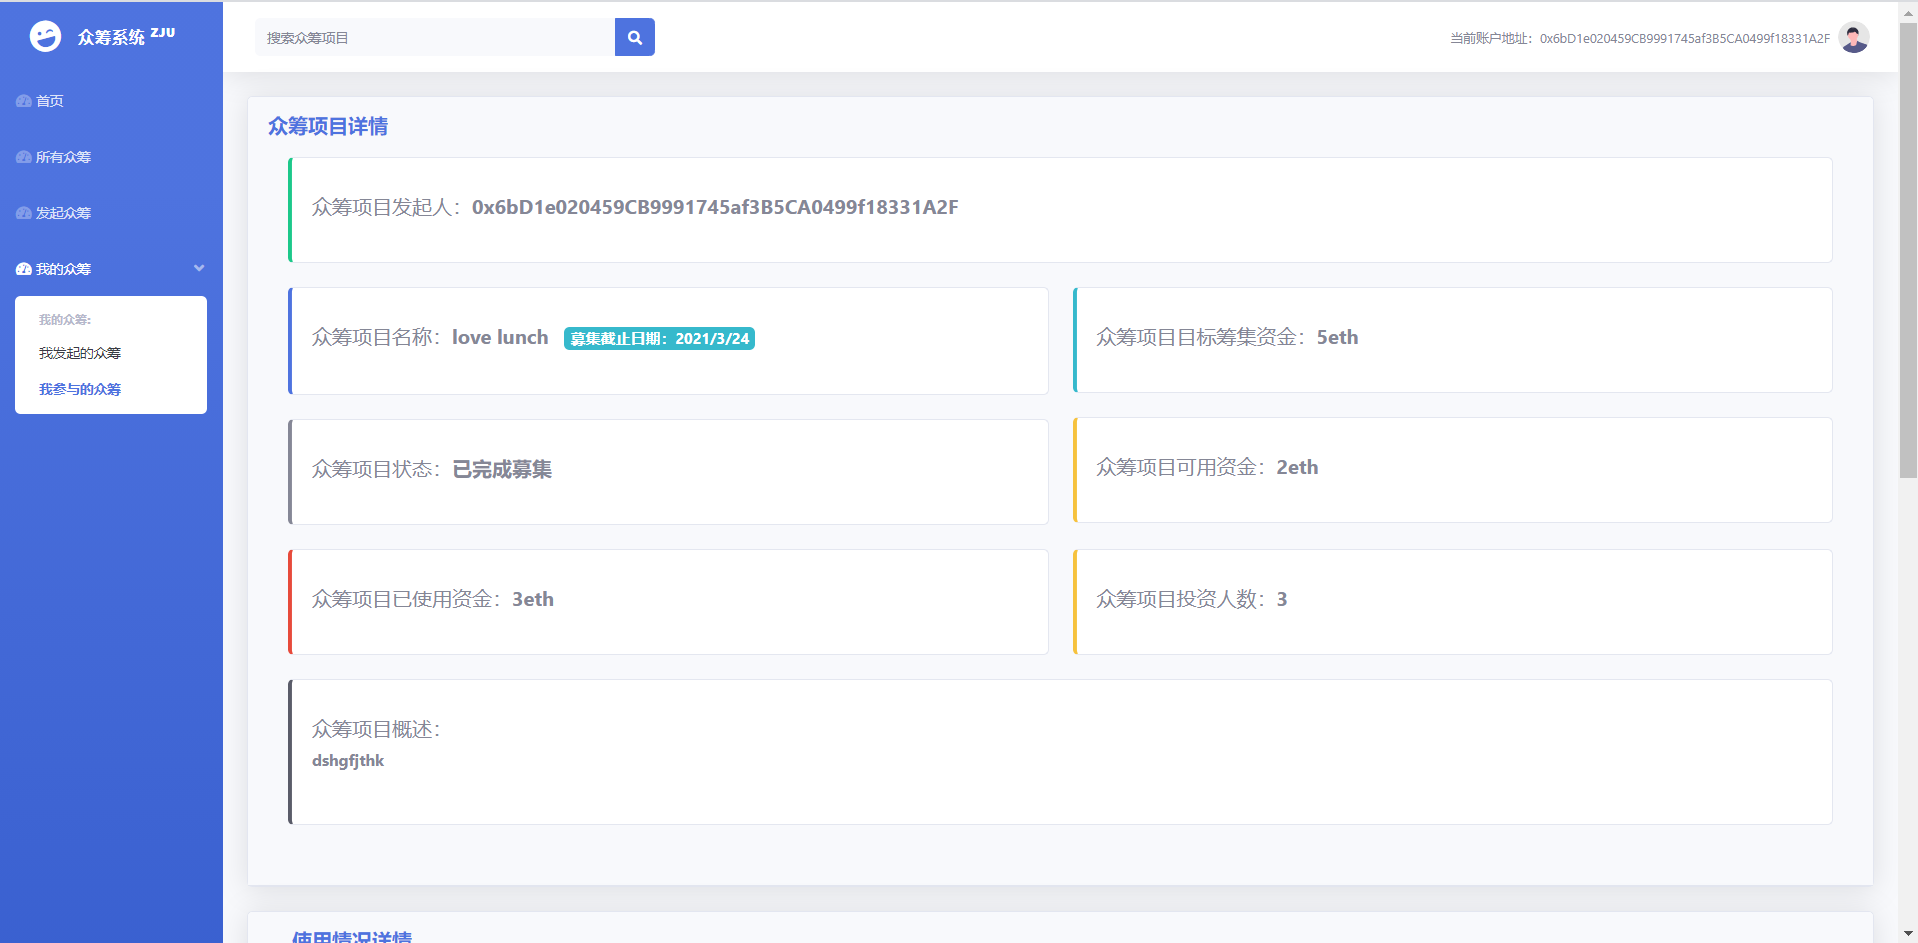 众筹系统 ZJU
搜索众筹项目
当前账户地址：0x6bD1e020459CB9991745af3B5CA0499f18331A2F
首页
所有众筹
发起众筹
我的众筹
我的众筹:
我发起的众筹
我参与的众筹
众筹项目详情
众筹项目发起人：0x6bD1e020459CB9991745af3B5CA0499f18331A2F
众筹项目名称：love lunch 募集截止日期：2021/3/24
众筹项目目标筹集资金：5eth
众筹项目状态：已完成募集
众筹项目可用资金：2eth
众筹项目已使用资金：3eth
众筹项目投资人数：3
众筹项目概述：
dshgfjthk
使用情况详情